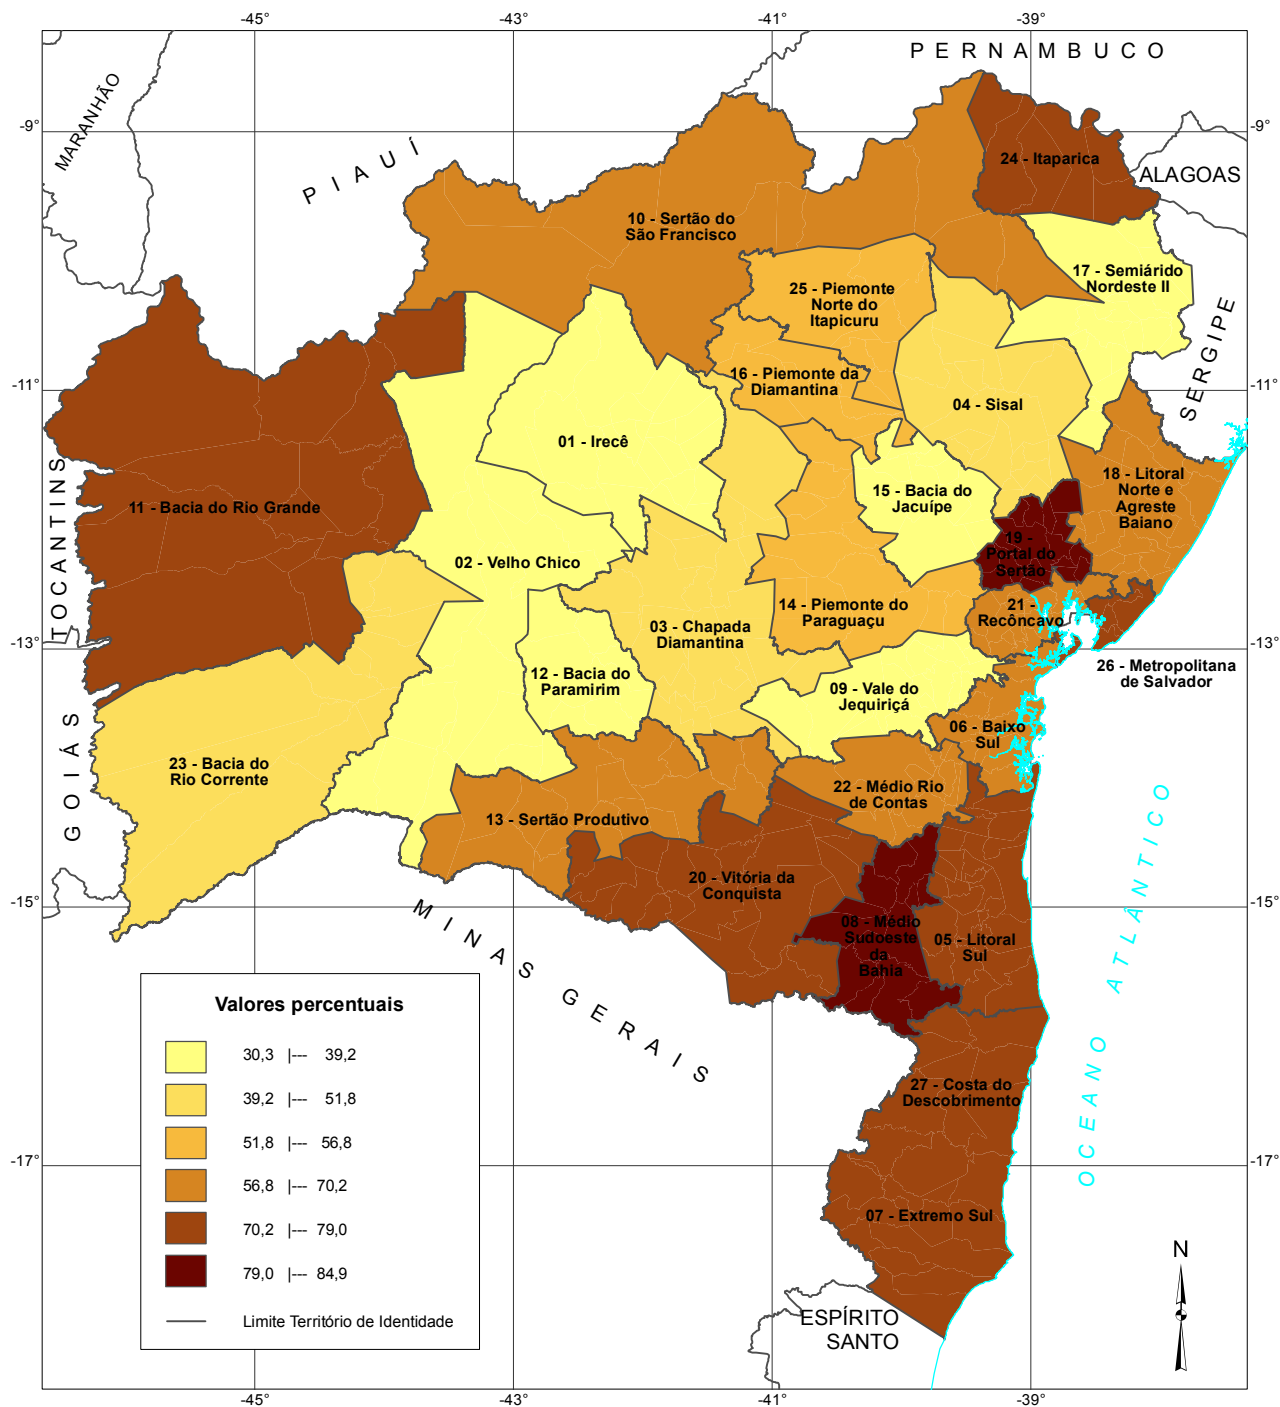 -45°
-43°
-41°
-39°
PERNAMBUCO
MARANHÃO
-9°
-9°
PIAUÍ
24 - Itaparica
ALAGOAS
10 - Sertão do
São Francisco
17 - Semiárido
Nordeste II
25 - Piemonte
Norte do
Itapicuru
SERGIPE
-11°
-11°
16 - Piemonte da
Diamantina
04 - Sisal
01 - Irecê
TOCANTINS
11 - Bacia do Rio Grande
15 - Bacia do
Jacuípe
18 - Litoral
Norte e
Agreste
Baiano
19 -
Portal do
Sertão
02 - Velho Chico
14 - Piemonte do
Paraguaçu
21 -
Recôncavo
03 - Chapada
Diamantina
-13°
-13°
12 - Bacia do
Paramirim
09 - Vale do
Jequiriçá
26 - Metropolitana
de Salvador
06 - Baixo
Sul
GOIÁS
23 - Bacia do
Rio Corrente
22 - Médio Rio
de Contas
13 - Sertão Produtivo
20 - Vitória da
Conquista
-15°
-15°
MINAS GERAIS
08 - Médio
Sudoeste
da
Bahia
05 - Litoral
Sul
OCEANO ATLÂNTICO
Valores percentuais
30,3 |--- 39,2
39,2 |--- 51,8
51,8 |--- 56,8
56,8 |--- 70,2
70,2 |--- 79,0
79,0 |--- 84,9
Limite Território de Identidade
27 - Costa do
Descobrimento
-17°
-17°
07 - Extremo Sul
N
ESPÍRITO
SANTO
-45°
-43°
-41°
-39°